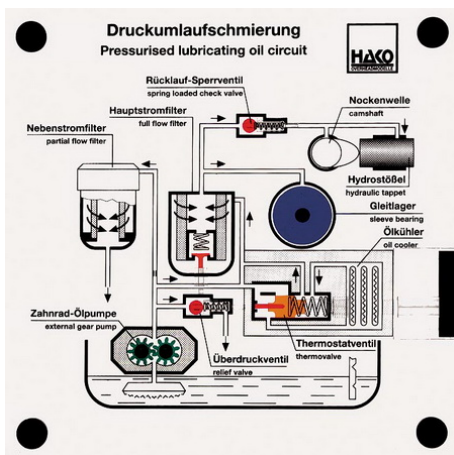 Druckumlaufschmierung
Pressurised lubricating oil circuit
HAKO
Rücklauf-Sperrventil
spring loaded check valve
Hauptstromfilter
full flow filter
Nockenwelle
camshaft
Nebenstromfilter
partial flow filter
Hydrostößel
hydraulic tappet
Gleitlager
sleeve bearing
Ölkühler
oil cooler
Zahnrad-Ölpumpe
external gear pump
Thermostatventil
thermovalve
Überdruckventil
relief valve